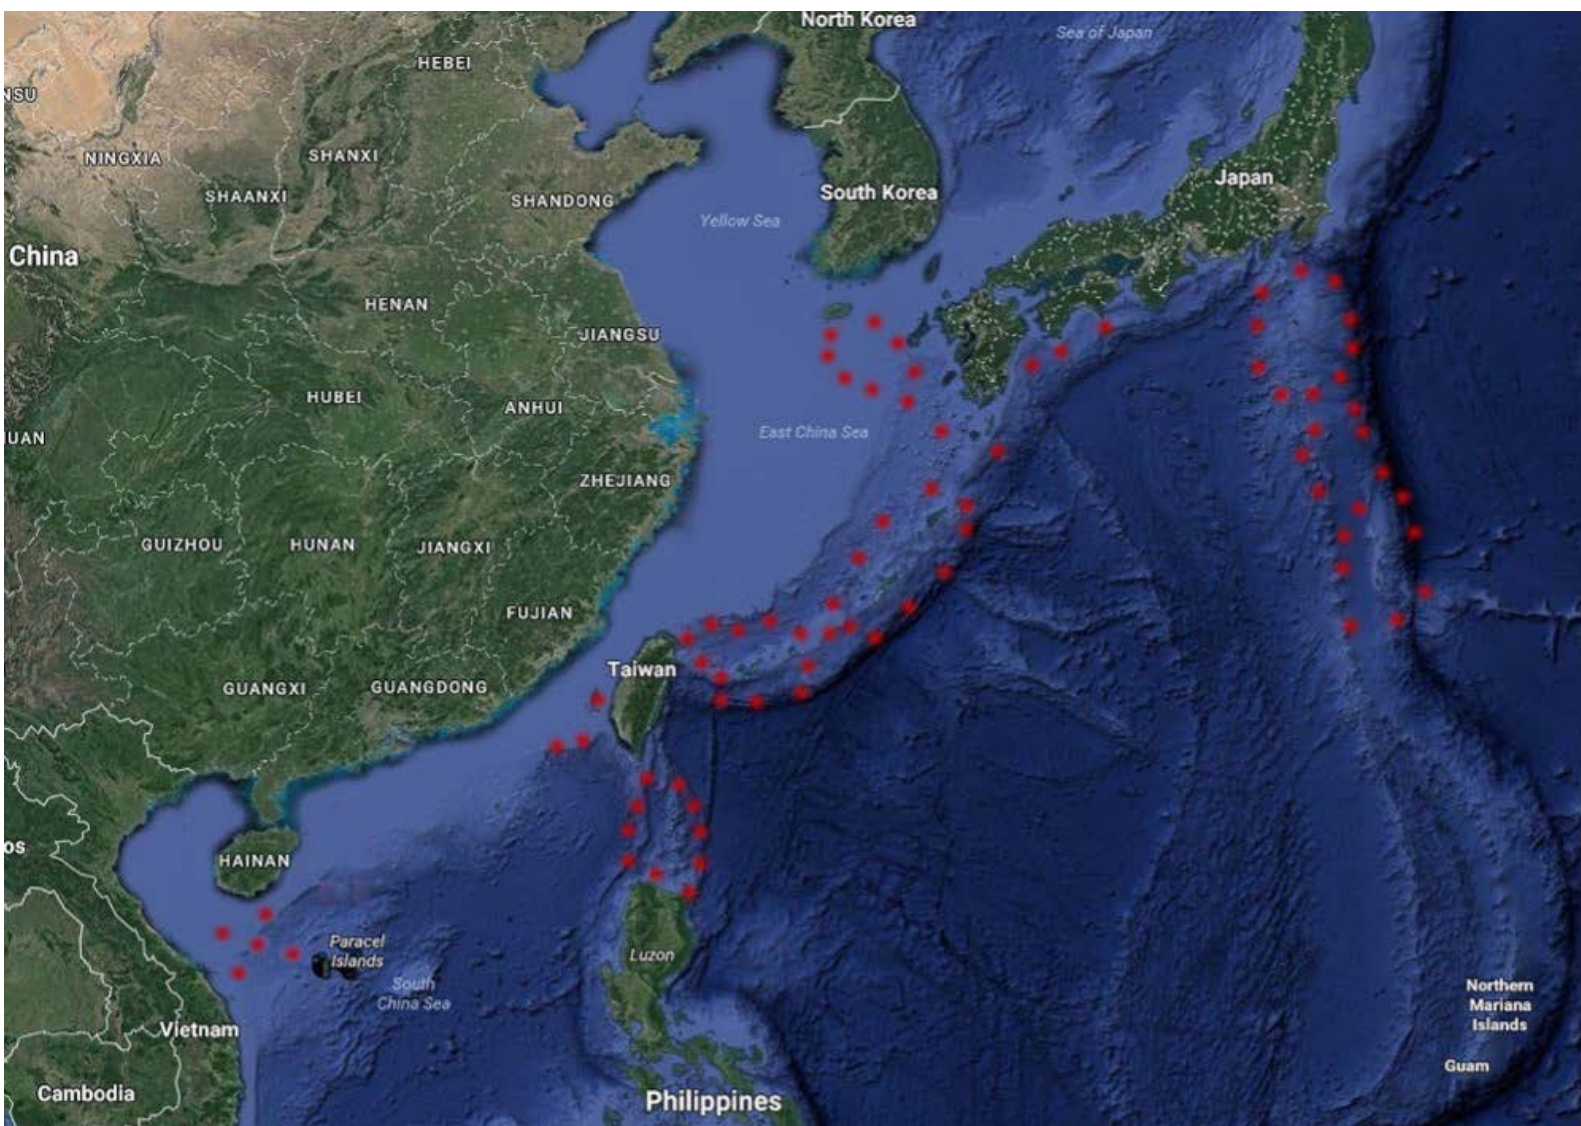 North Korea
Sea of Japan
HEBEI
NSU
NINGXIA
SHANXI
SHAANXI
SHANDONG
South Korea
Japan
Yellow Sea
China
HENAN
JIANGSU
HUBEI
ANHUI
East China Sea
UAN
ZHEJIANG
GUIZHOU
HUNAN
JIANGXI
FUJIAN
Taiwan
GUANGXI
GUANGDONG
os
HAINAN
Paracel
Islands
Luzon
South
China Sea
Northern
Mariana
Islands
Vietnam
Guam
Cambodia
Philippines